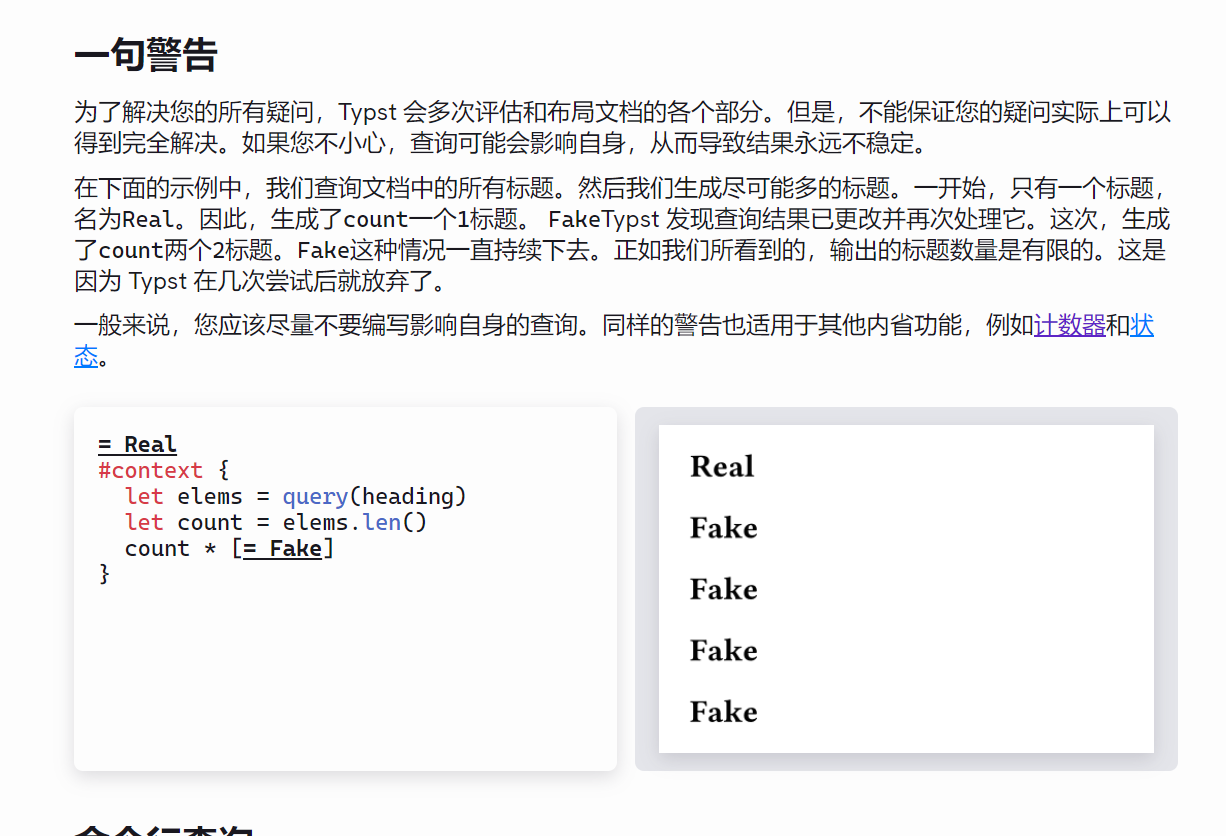 一句警告
为了解决您的所有疑问，Typst 会多次评估和布局文档的各个部分。但是，不能保证您的疑问实际上可以
得到完全解决。如果您不小心，查询可能会影响自身，从而导致结果永远不稳定。
在下面的示例中，我们查询文档中的所有标题。然后我们生成尽可能多的标题。一开始，只有一个标题，
名为Real。因此，生成了count一个1标题。 FakeTypst 发现查询结果已更改并再次处理它。这次，生成
了count两个2标题。Fake这种情况一直持续下去。正如我们所看到的，输出的标题数量是有限的。这是
因为 Typst 在几次尝试后就放弃了。
一般来说，您应该尽量不要编写影响自身的查询。同样的警告也适用于其他内省功能，例如计数器和状
态。
= Real
#context {
  let elems = query(heading)
  let count = elems.len()
  count * [= Fake]
}
Real
Fake
Fake
Fake
Fake
命令行查询